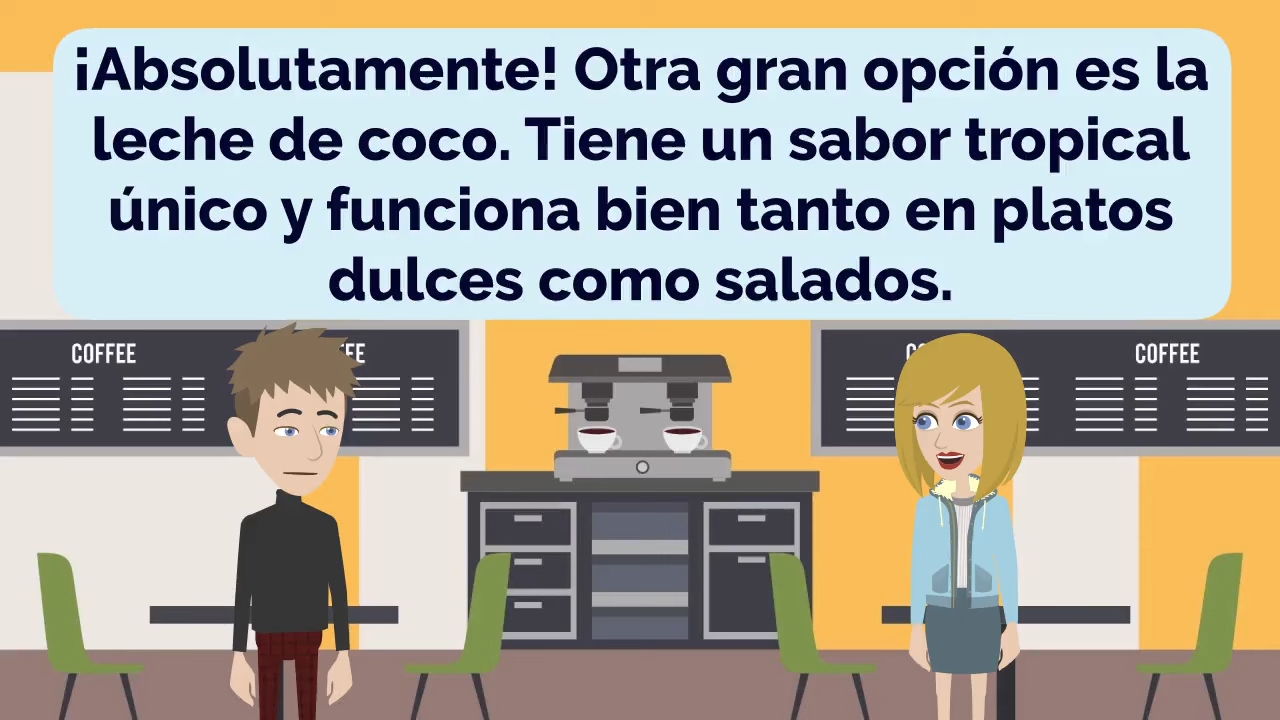 ¡Absolutamente! Otra gran opción es la
leche de coco. Tiene un sabor tropical
único y funciona bien tanto en platos
dulces como salados.
COFFEE
COFFEE